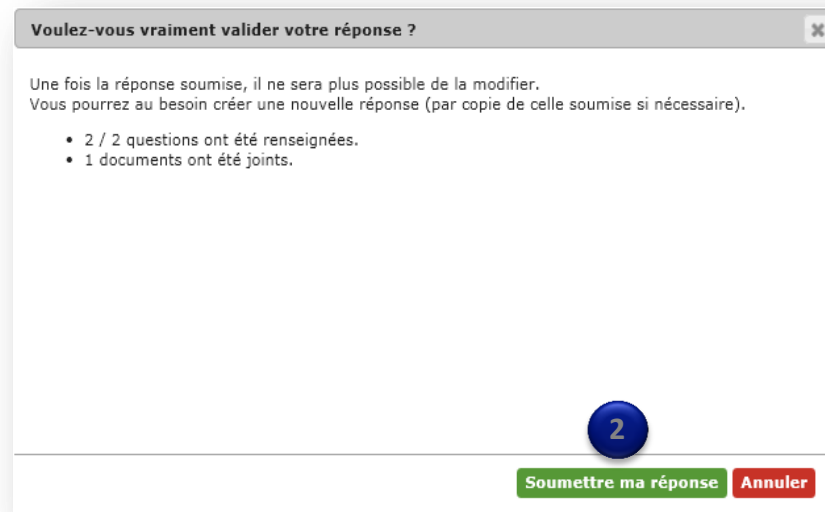 Voulez-vous vraiment valider votre réponse ?
Une fois la réponse soumise, il ne sera plus possible de la modifier.
Vous pourrez au besoin créer une nouvelle réponse (par copie de celle soumise si nécessaire).
• 2 / 2 questions ont été renseignées.
• 1 documents ont été joints.
2
Soumettre ma réponse Annuler